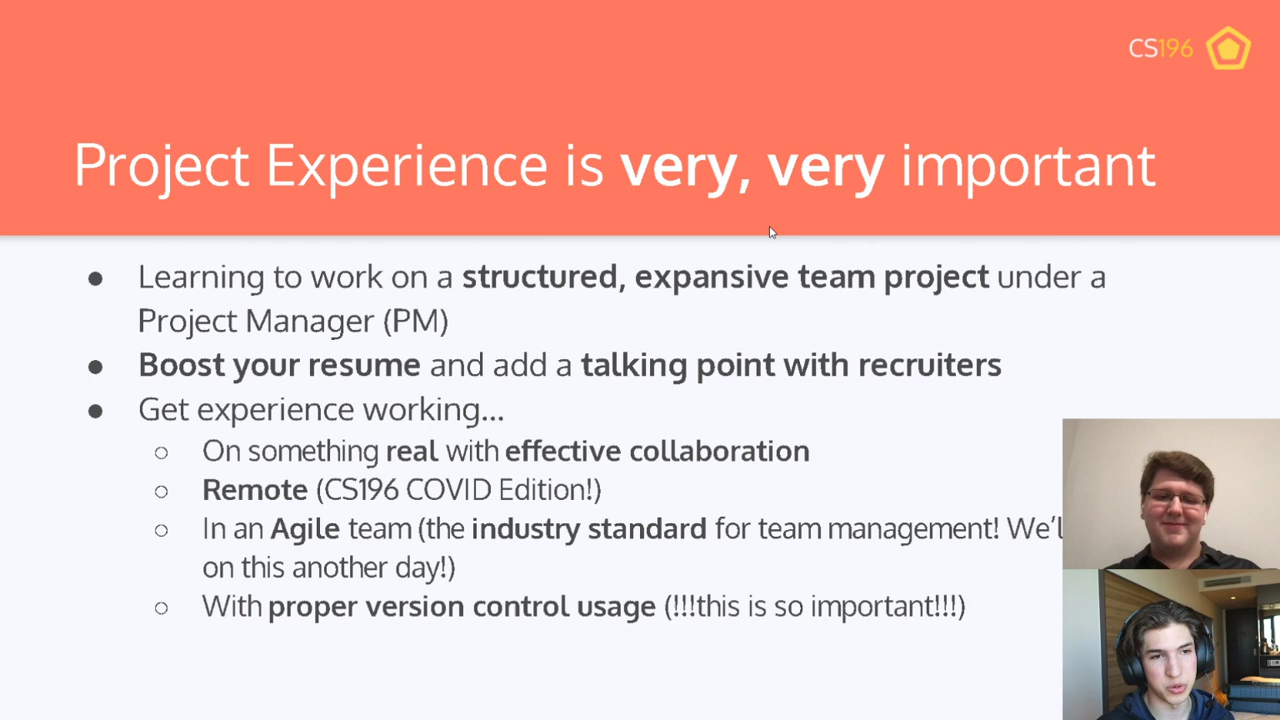 CS196
Project Experience is very, very important
● Learning to work on a structured, expansive team project under a
Project Manager (PM)
● Boost your resume and add a talking point with recruiters
● Get experience working...
○ On something real with effective collaboration
○ Remote (CS196 COVID Edition!)
○ In an Agile team (the industry standard for team management! We'l
on this another day!)
○ With proper version control usage (!!!this is so important!!!)